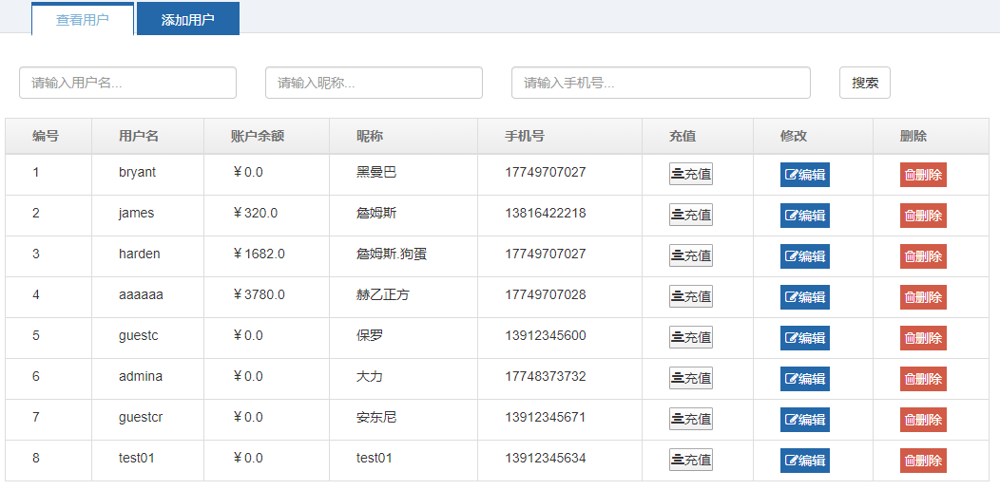 查看用户 添加用户
请输入用户名... 请输入昵称... 请输入手机号... 搜索
编号 用户名 账户余额 昵称 手机号 充值 修改 删除
1 bryant ￥0.0 黑曼巴 17749707027 充值 编辑 删除
2 james ￥320.0 詹姆斯 13816422218 充值 编辑 删除
3 harden ￥1682.0 詹姆斯.狗蛋 17749707027 充值 编辑 删除
4 aaaaaa ￥3780.0 赫乙正方 17749707028 充值 编辑 删除
5 guestc ￥0.0 保罗 13912345600 充值 编辑 删除
6 admina ￥0.0 大力 17748373732 充值 编辑 删除
7 guestcr ￥0.0 安东尼 13912345671 充值 编辑 删除
8 test01 ￥0.0 test01 13912345634 充值 编辑 删除